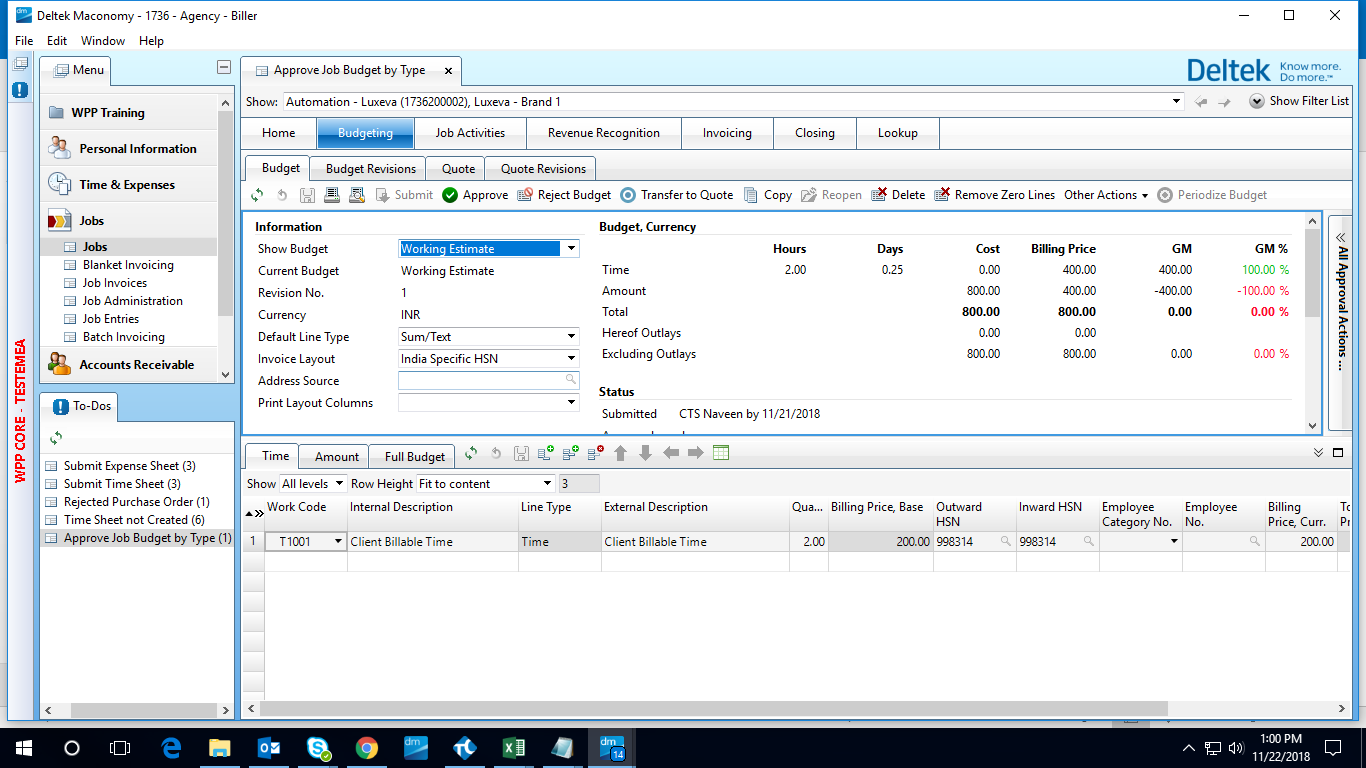 Deltek Maconomy - 1736 - Agency - Biller
File Edit Window Help
Menu
WPP Training
Personal Information
Time & Expenses
Jobs
Jobs
Blanket Invoicing
Job Invoices
Job Administration
Job Entries
Batch Invoicing
Accounts Receivable
WPP CORE - TESTEMEA
To-Dos
Submit Expense Sheet (3)
Submit Time Sheet (3)
Rejected Purchase Order (1)
Time Sheet not Created (6)
Approve Job Budget by Type (1)
Approve Job Budget by Type
Deltek Know more.
Do more.™
Show: Automation - Luxeva (1736200002), Luxeva - Brand 1
Show Filter List
Home Budgeting Job Activities Revenue Recognition Invoicing Closing Lookup
Budget Budget Revisions Quote Quote Revisions
Submit Approve Reject Budget Transfer to Quote Copy Reopen Delete Remove Zero Lines Other Actions Periodize Budget
Information
Show Budget Working Estimate
Current Budget Working Estimate
Revision No. 1
Currency INR
Default Line Type Sum/Text
Invoice Layout India Specific HSN
Address Source
Print Layout Columns
Budget, Currency
Hours Days Cost Billing Price GM GM %
Time 2.00 0.25 0.00 400.00 400.00 100.00 %
Amount 800.00 400.00 -400.00 -100.00 %
Total 800.00 800.00 0.00 0.00 %
Hereof Outlays 0.00 0.00
Excluding Outlays 800.00 800.00 0.00 0.00 %
Status
Submitted CTS Naveen by 11/21/2018
All Approval Actions ...
Time Amount Full Budget
Show All levels Row Height Fit to content 3
Work Code Internal Description Line Type External Description Qua... Billing Price, Base Outward HSN Inward HSN Employee Category No. Employee No. Billing Price, Curr.
1 T1001 Client Billable Time Time Client Billable Time 2.00 200.00 998314 998314 200.00
dm
14
1:00 PM
11/22/2018